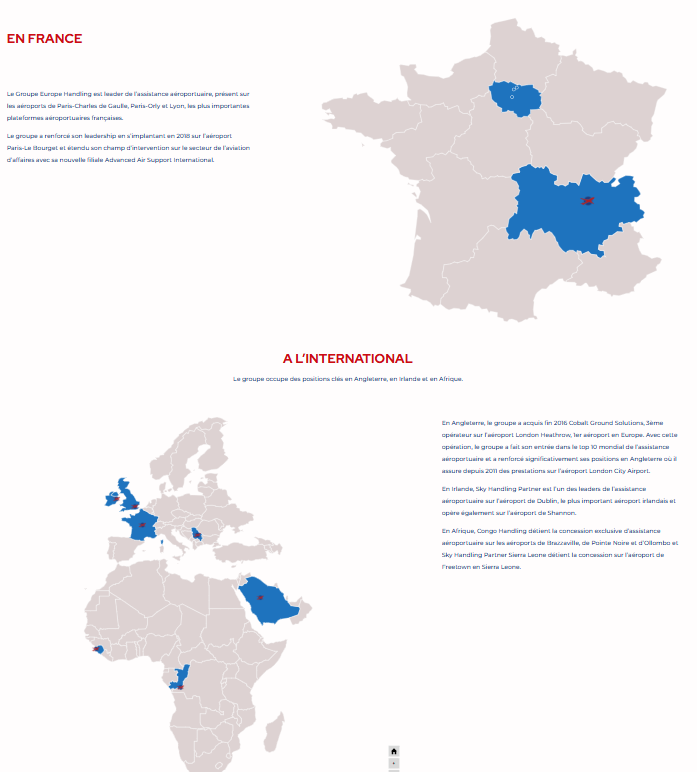 EN FRANCE
Le Groupe Europe Handling est leader de l'assistance aéroportuaire, présent sur
les aéroports de Paris-Charles de Gaulle, Paris-Orly et Lyon, les plus importantes
plateformes aéroportuaires françaises.
Le groupe a renforcé son leadership en s'implantant en 2016 sur l'aéroport
Paris-Le Bourget et étendu son champ d'intervention sur le secteur de l'aviation
d'affaires avec sa nouvelle filiale Advanced Air Support International.
A L'INTERNATIONAL
Le groupe occupe des positions clés en Angleterre, en Irlande et en Afrique.
En Angleterre, le groupe a acquis fin 2016 Cobalt Ground Solutions, 3ème
opérateur sur l'aéroport London Heathrow, 1er aéroport en Europe. Avec cette
opération, le groupe a fait son entrée dans le top 10 mondial de l'assistance
aéroportuaire et a renforcé significativement ses positions en Angleterre où il
assure depuis 2011 des prestations sur l'aéroport London City Airport.
En Irlande, Sky Handling Partner est l'un des leaders de l'assistance
aéroportuaire sur l'aéroport de Dublin, le plus important aéroport irlandais et
opère également sur l'aéroport de Shannon.
En Afrique, Congo Handling détient la concession exclusive d'assistance
aéroportuaire sur les aéroports de Brazzaville, de Pointe Noire et d'Ollombo et
Sky Handling Partner Sierra Leone détient la concession sur l'aéroport de
Freetown en Sierra Leone.